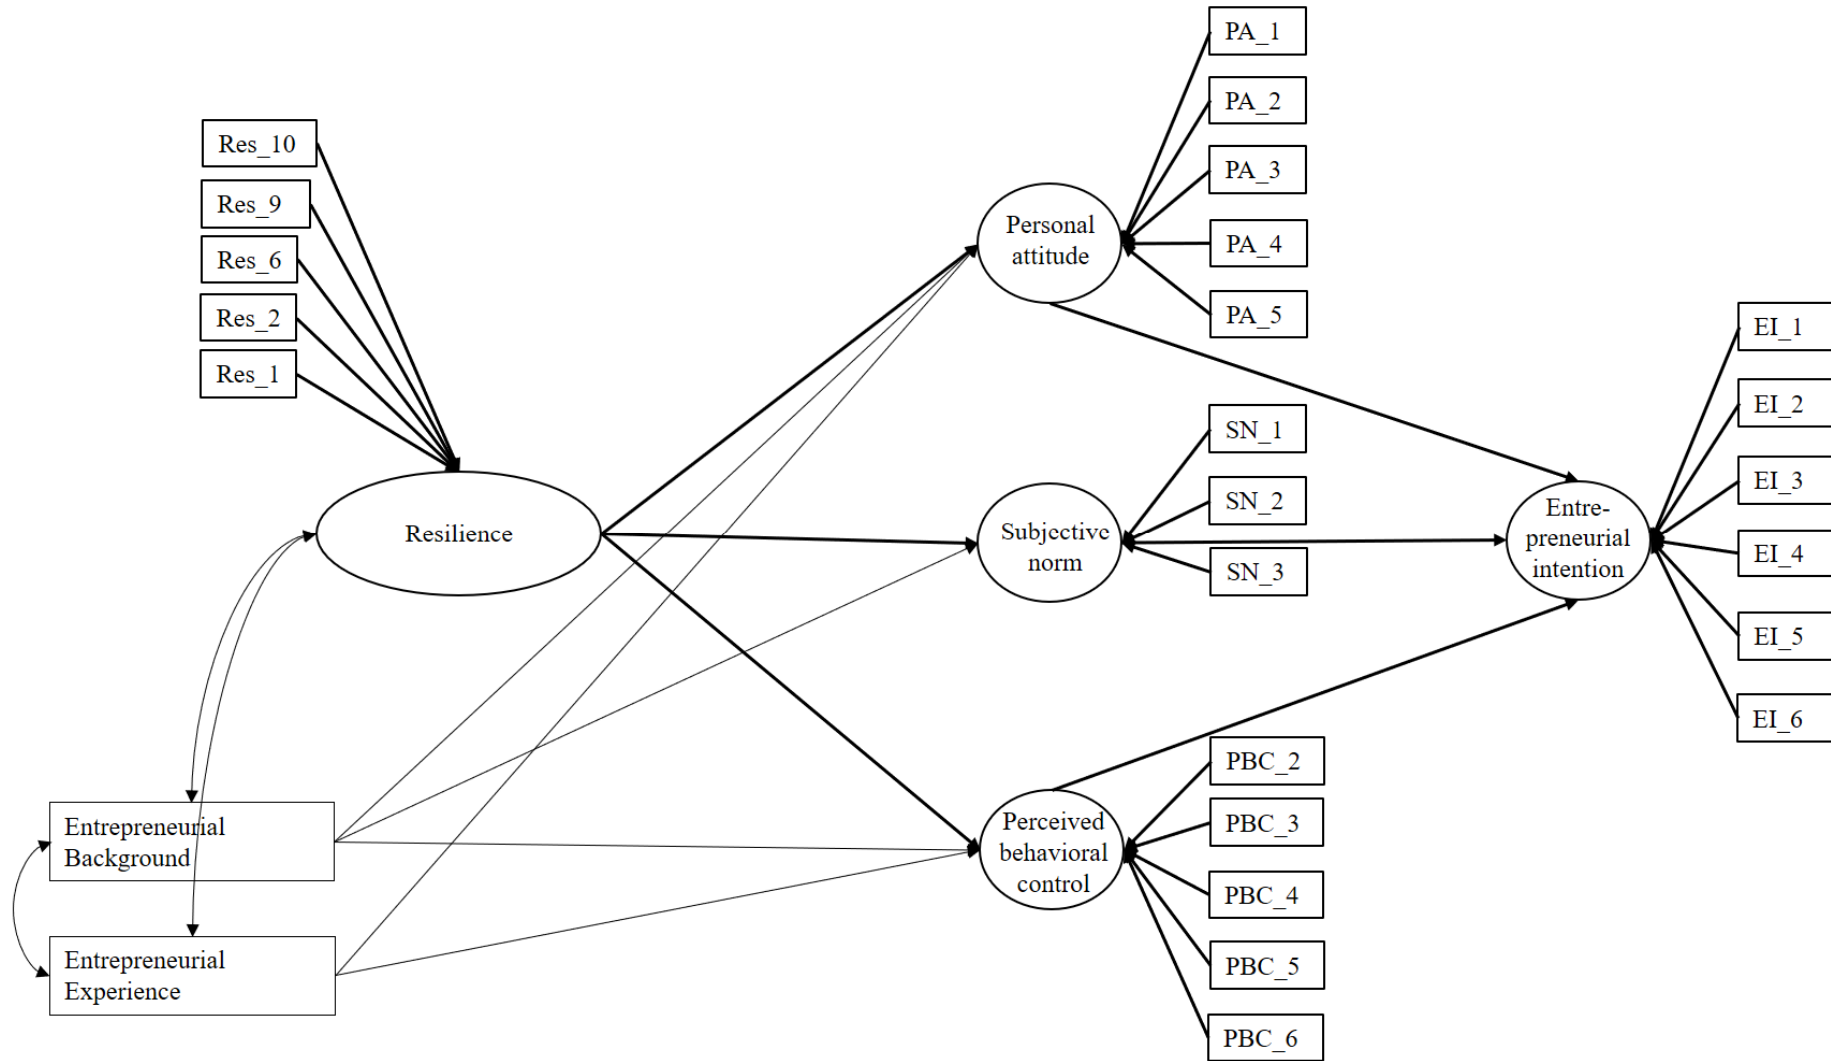 Res_10
Res_9
Res_6
Res_2
Res_1
Resilience
Entrepreneurial
Background
Entrepreneurial
Experience
PA_1
PA_2
PA_3
PA_4
PA_5
Personal
attitude
SN_1
SN_2
SN_3
Subjective
norm
PBC_2
PBC_3
PBC_4
PBC_5
PBC_6
Perceived
behavioral
control
Entre-
preneurial
intention
EI_1
EI_2
EI_3
EI_4
EI_5
EI_6